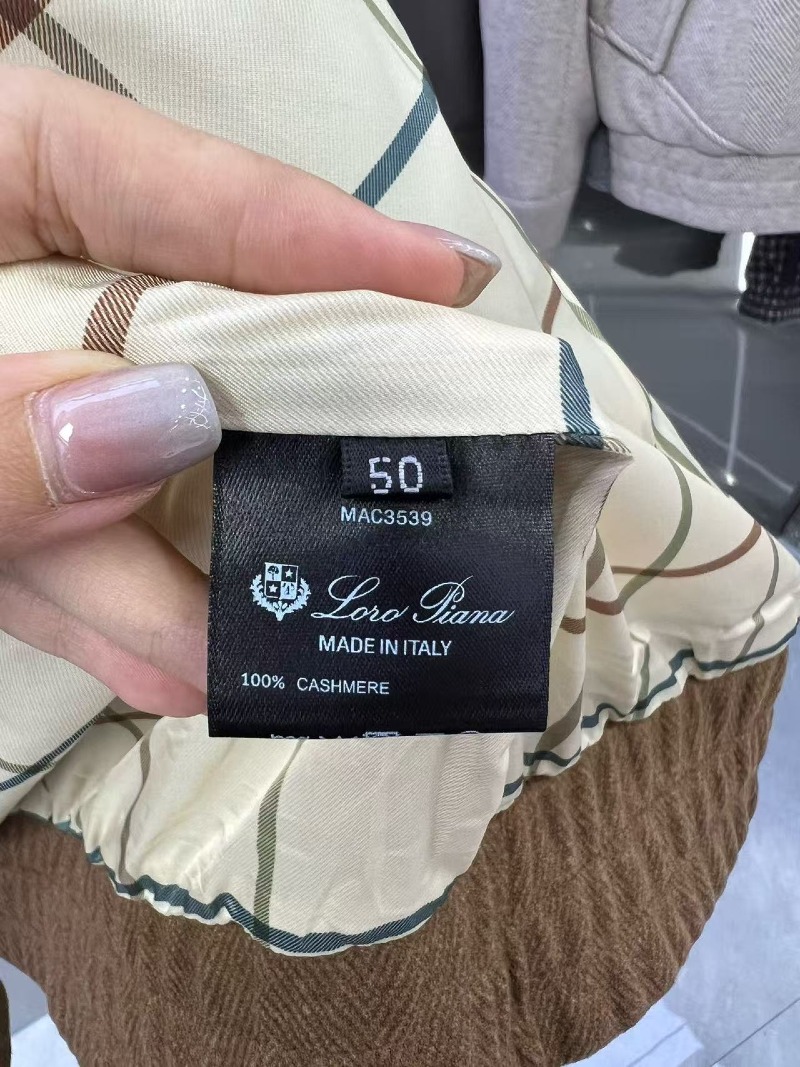 50
MAC3539
Loro Piana
MADE IN ITALY
100% CASHMERE